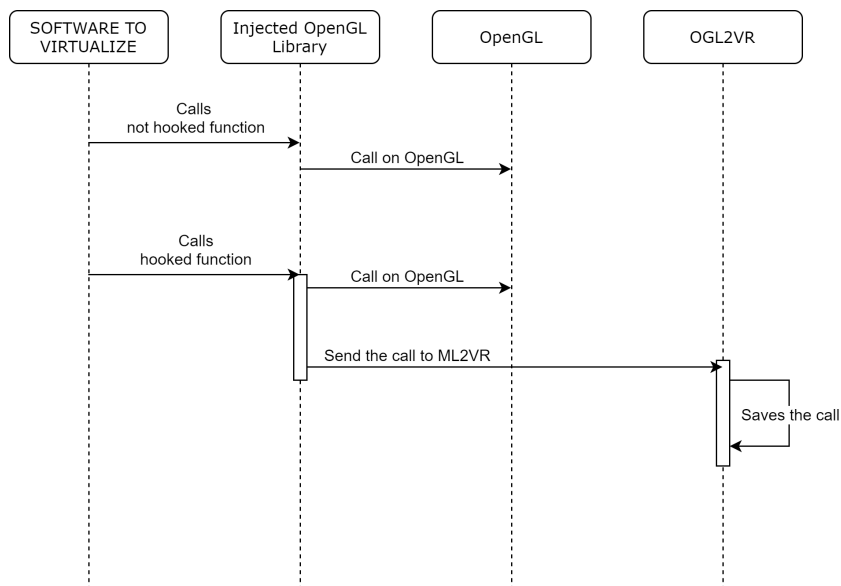 SOFTWARE TO
VIRTUALIZE
Injected OpenGL
Library
OpenGL
OGL2VR
Calls
not hooked function
Call on OpenGL
Calls
hooked function
Call on OpenGL
Send the call to ML2VR
Saves the call